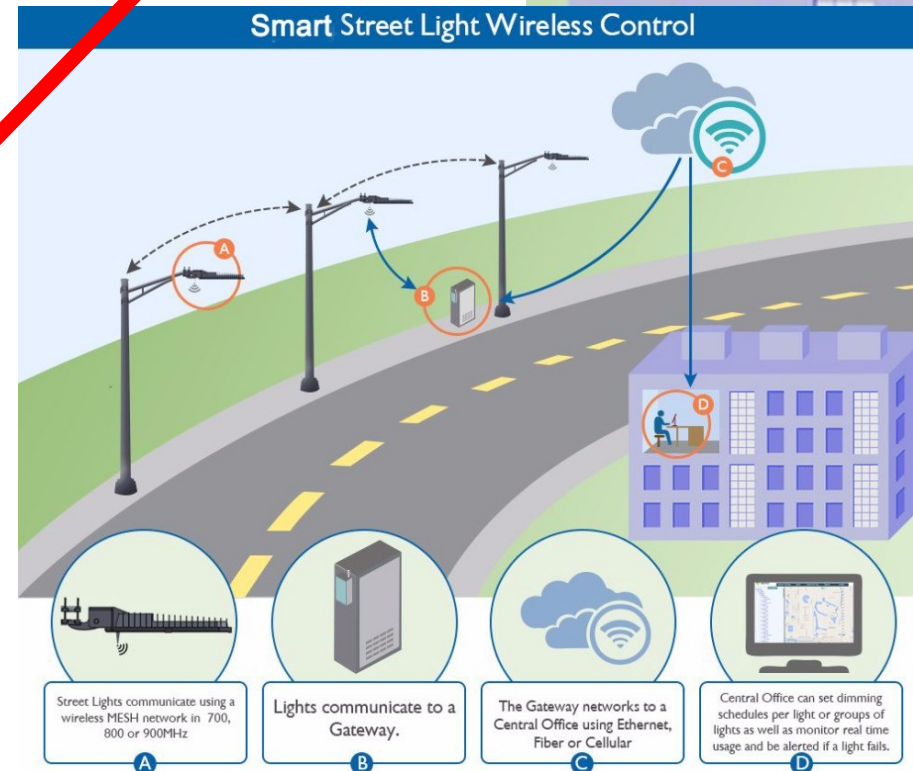 Smart Street Light Wireless Control
C
A
B
D
Street Lights communicate using a
wireless MESH network in 700,
800 or 900MHz
A
Lights communicate to a
Gateway.
B
The Gateway networks to a
Central Office using Ethernet,
Fiber or Cellular
C
Central Office can set dimming
schedules per light or groups of
lights as well as monitor real time
usage and be alerted if a light fails.
D